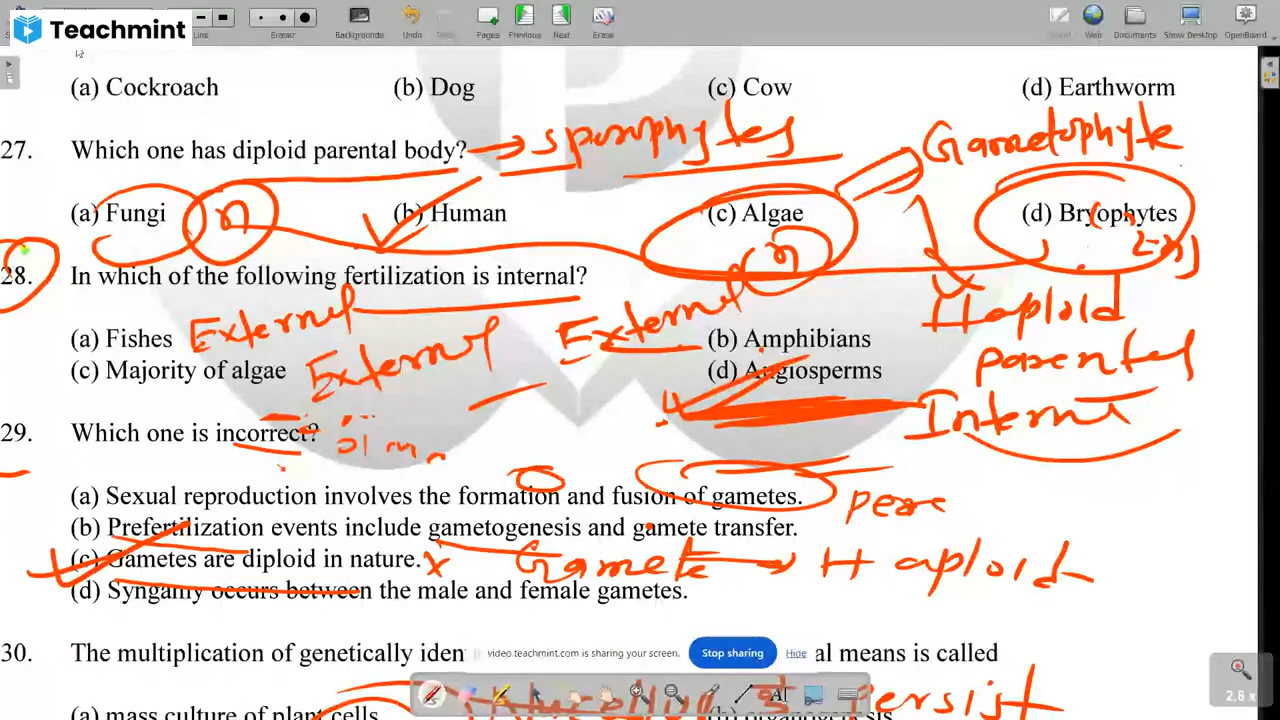 Teachmint
Line
Eraser
Backgrounds
Undo
Pages
Previous
Next
Erase
Web
Documents
Show Desktop
OpenBoard
(a) Cockroach (b) Dog (c) Cow (d) Earthworm
27. Which one has diploid parental body? → sporophytes
Gametophyte
(a) Fungi n (b) Human (c) Algae (n) (d) Bryophytes
28. In which of the following fertilization is internal?
Haploid
(a) Fishes External External (b) Amphibians
parental
(c) Majority of algae External (d) Angiosperms
Internal
29. Which one is incorrect?
(a) Sexual reproduction involves the formation and fusion of gametes.
(b) Prefertilization events include gametogenesis and gamete transfer.
(c) Gametes are diploid in nature. x Gamete → Haploid
(d) Syngamy occurs between the male and female gametes.
30. The multiplication of genetically iden
al means is called
video.teachmint.com is sharing your screen.
Stop sharing
Hide
2.8 x
(a) mass culture of plant cells